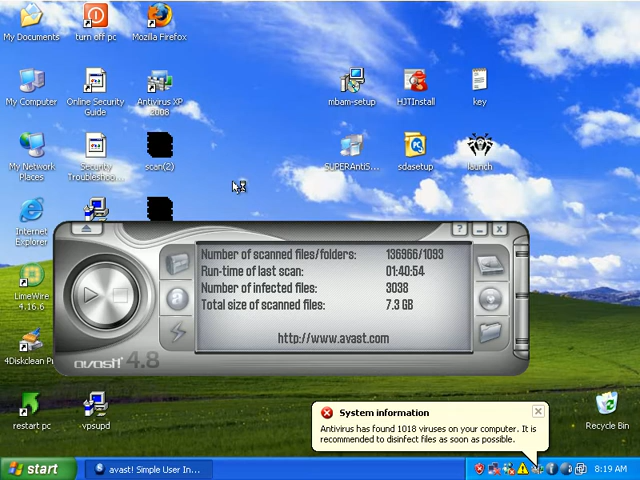 My Documents
turn off pc
Mozilla Firefox
My Computer
Online Security
Guide
Antivirus XP
2008
mbam-setup
HJTInstall
key
My Network
Places
Security
Troubleshoo...
scan(2)
SUPERAntiS...
sdasetup
launch
Internet
Explorer
Number of scanned files/folders: 136966/1093
Run-time of last scan: 01:40:54
Number of infected files: 3038
Total size of scanned files: 7.3 GB
http://www.avast.com
avast! 4.8
LimeWire
4.16.6
4Diskclean Pr
restart pc
vpsupd
System information
Antivirus has found 1018 viruses on your computer. It is
recommended to disinfect files as soon as possible.
Recycle Bin
start
avast! Simple User In...
8:19 AM